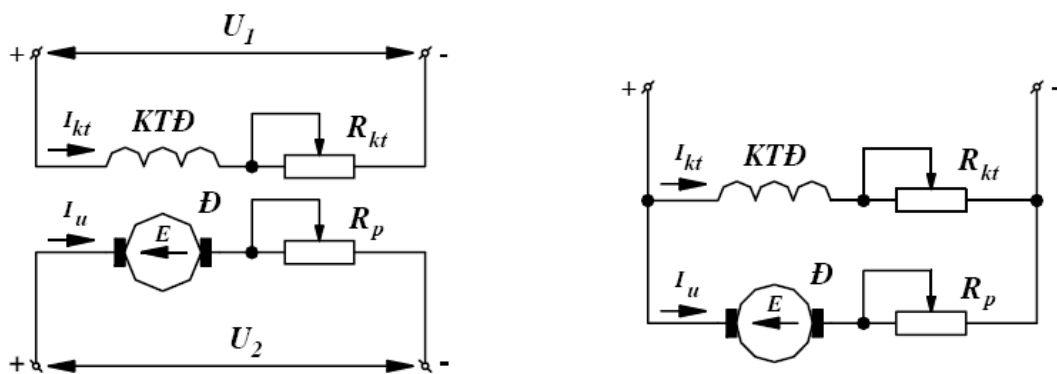 U1
+ -
Ikt KTĐ Rkt
Đ
Iu E Rp
+ U2 -
+ -
Ikt KTĐ Rkt
Đ
Iu E Rp